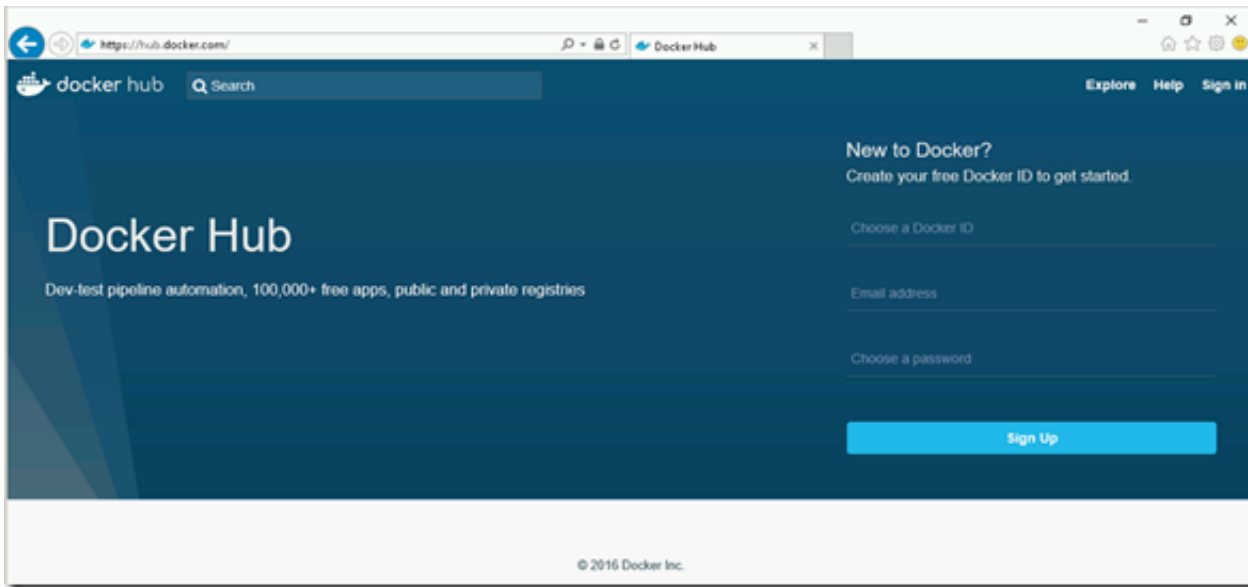 https://hub.docker.com/
Docker Hub
docker hub
Search
Explore Help Sign in
New to Docker?
Create your free Docker ID to get started.
Choose a Docker ID
Docker Hub
Dev-test pipeline automation, 100,000+ free apps, public and private registries
Email address
Choose a password
Sign Up
© 2016 Docker Inc.